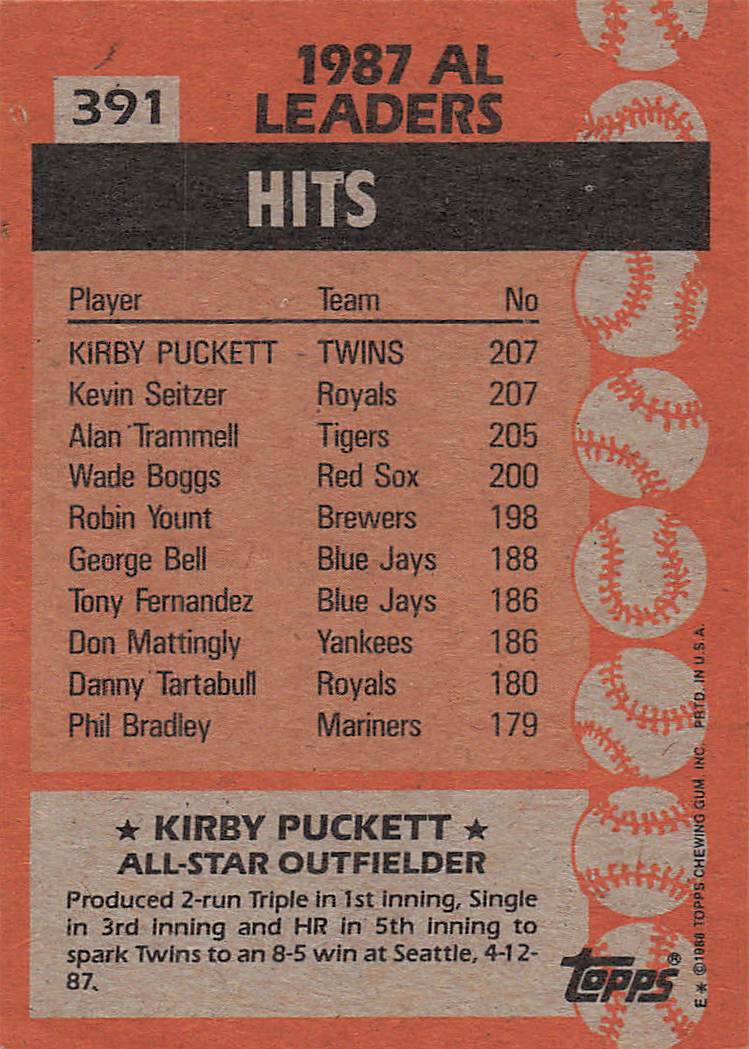 391
1987 AL
LEADERS
HITS
Player Team No
KIRBY PUCKETT TWINS 207
Kevin Seitzer Royals 207
Alan Trammell Tigers 205
Wade Boggs Red Sox 200
Robin Yount Brewers 198
George Bell Blue Jays 188
Tony Fernandez Blue Jays 186
Don Mattingly Yankees 186
Danny Tartabull Royals 180
Phil Bradley Mariners 179
★ KIRBY PUCKETT ★
ALL-STAR OUTFIELDER
Produced 2-run Triple in 1st inning, Single
in 3rd inning and HR in 5th inning to
spark Twins to an 8-5 win at Seattle, 4-12-
87.
topps®
E* ©1988 TOPPS CHEWING GUM, INC. PRTD. IN U.S.A.